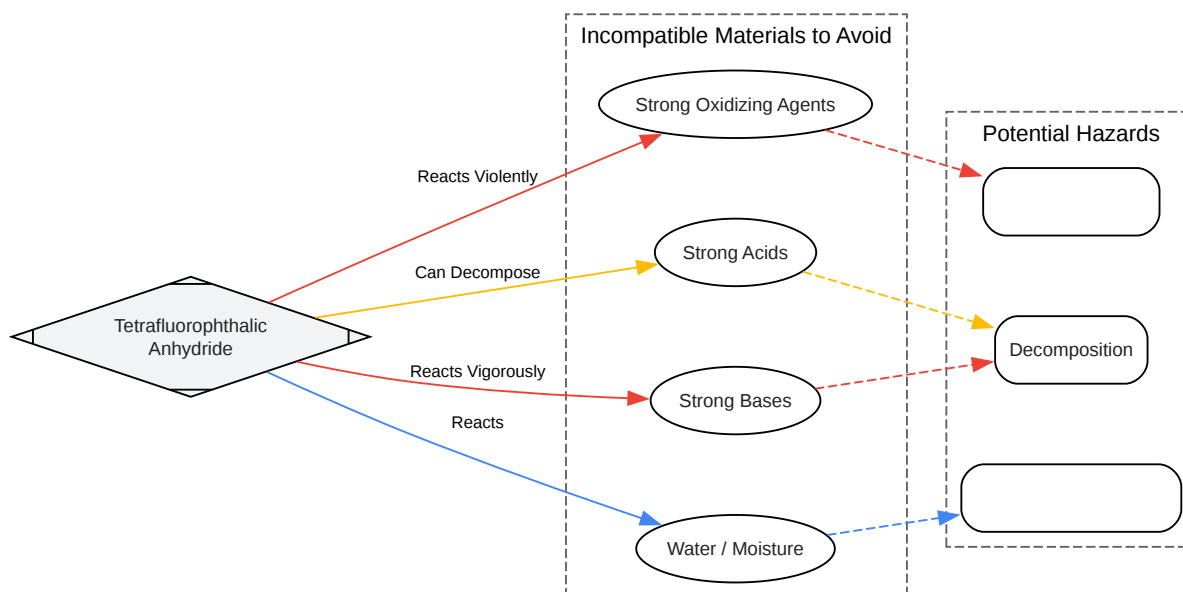 Incompatible Materials to Avoid
Strong Oxidizing Agents
Potential Hazards
Reacts Violently
Strong Acids
Can Decompose
Tetrafluorophthalic
Anhydride
Decomposition
Reacts Vigorously
Strong Bases
Reacts
Water / Moisture